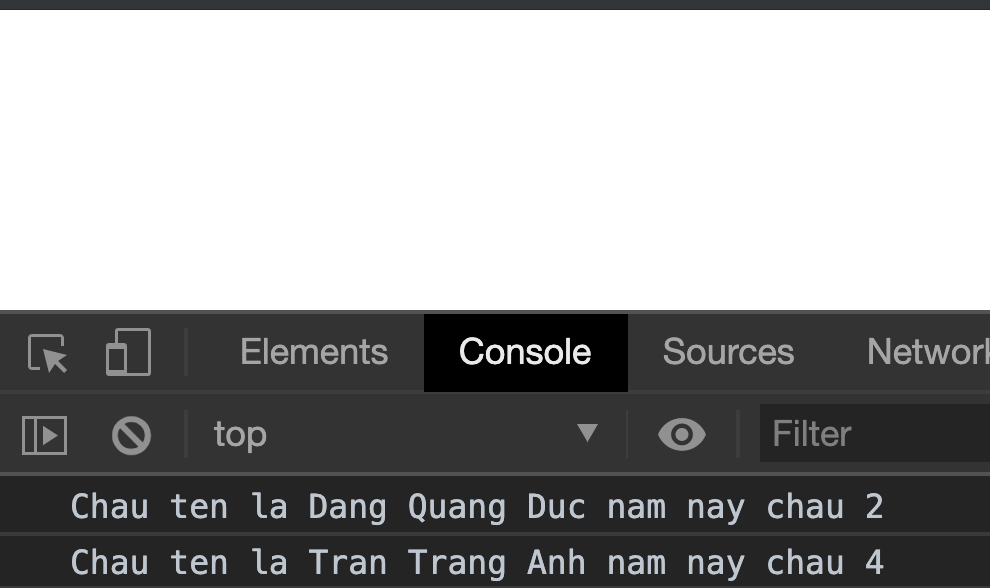 Elements Console Sources Network
top Filter
Chau ten la Dang Quang Duc nam nay chau 2
Chau ten la Tran Trang Anh nam nay chau 4